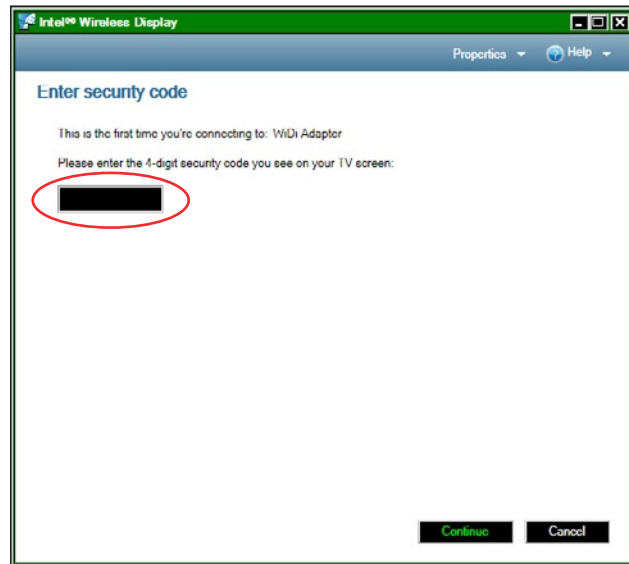 Intel® Wireless Display
Properties Help
Enter security code
This is the first time you're connecting to: WiDi Adapter
Please enter the 4-digit security code you see on your TV screen:
Continue Cancel